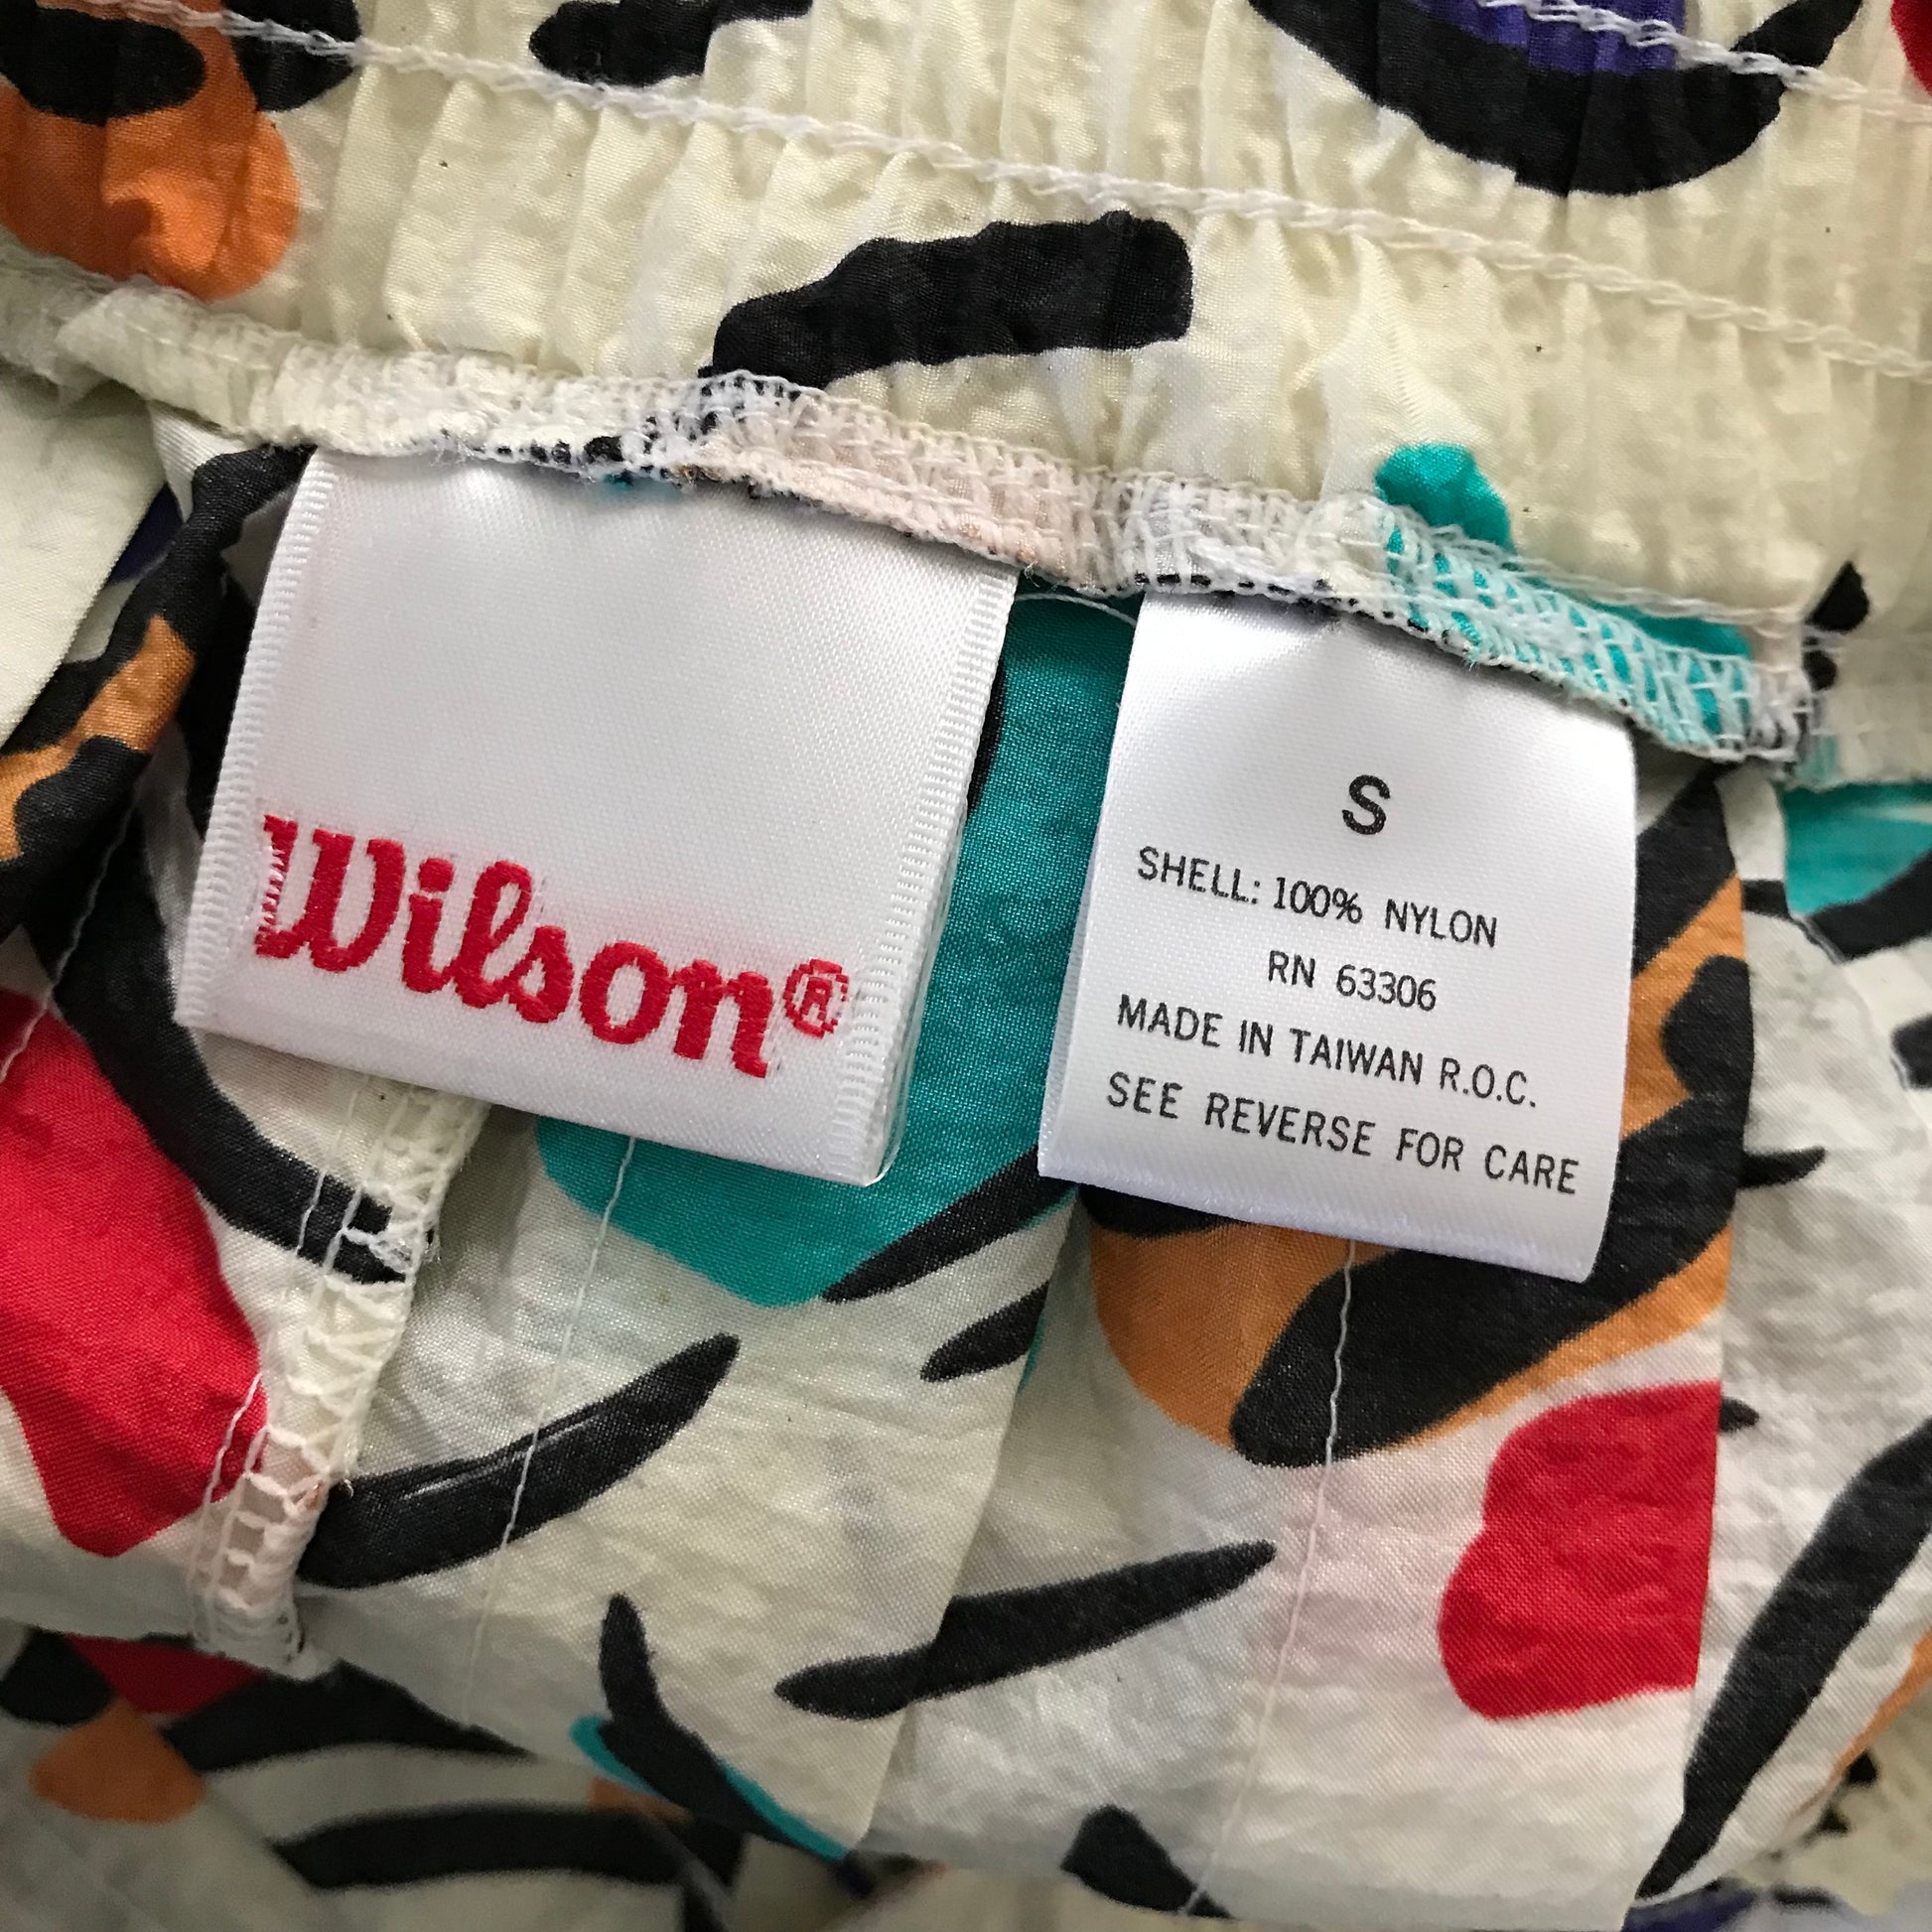 Wilson®
S
SHELL: 100% NYLON
RN 63306
MADE IN TAIWAN R.O.C.
SEE REVERSE FOR CARE